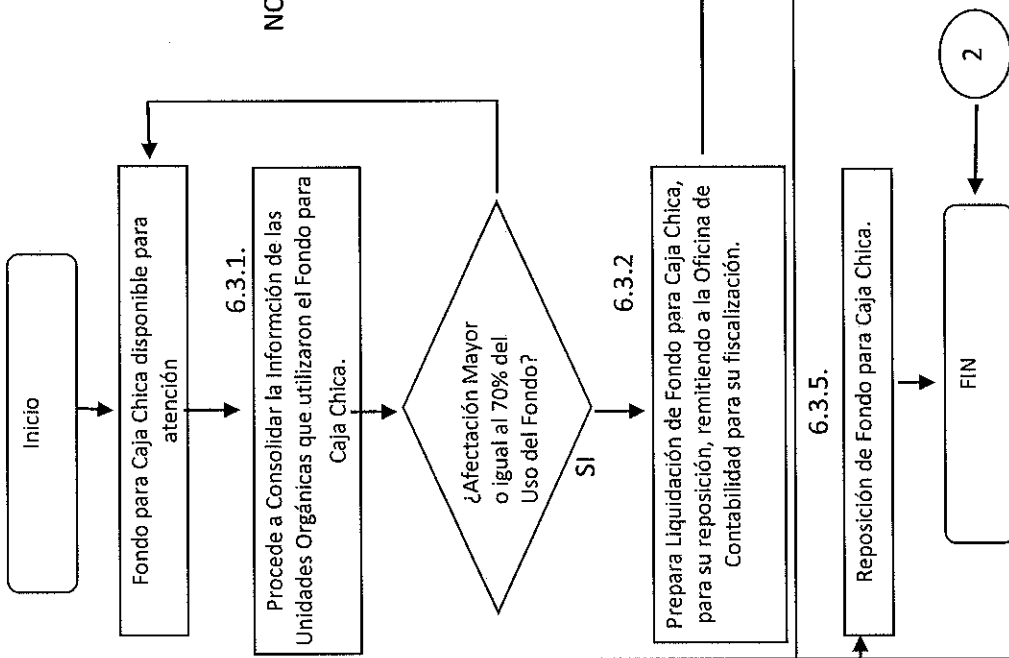 Inicio
Fondo para Caja Chica disponible para
atención
6.3.1.
Procede a Consolidar la Informción de las
Unidades Orgánicas que utilizaron el Fondo para
Caja Chica.
¿Afectación Mayor
o igual al 70% del
Uso del Fondo?
NO
SI
6.3.2
Prepara Liquidación de Fondo para Caja Chica,
para su reposición, remitiendo a la Oficina de
Contabilidad para su fiscalización.
6.3.5.
Reposición de Fondo para Caja Chica.
FIN
2